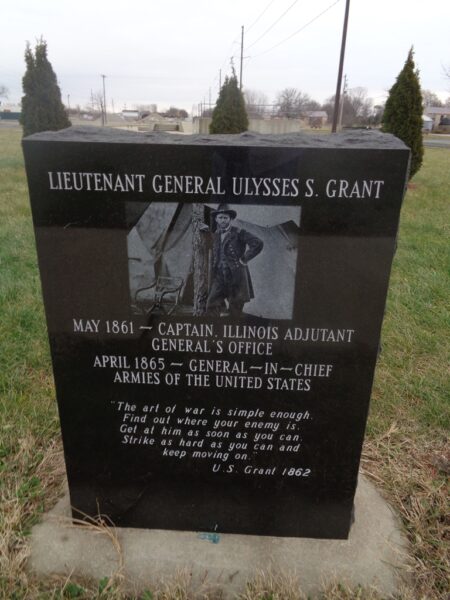 LIEUTENANT GENERAL ULYSSES S. GRANT
MAY 1861 ~ CAPTAIN, ILLINOIS ADJUTANT
GENERAL'S OFFICE
APRIL 1865 ~ GENERAL~IN~CHIEF
ARMIES OF THE UNITED STATES
"The art of war is simple enough.
Find out where your enemy is.
Get at him as soon as you can.
Strike as hard as you can and
keep moving on."
U.S. Grant 1862